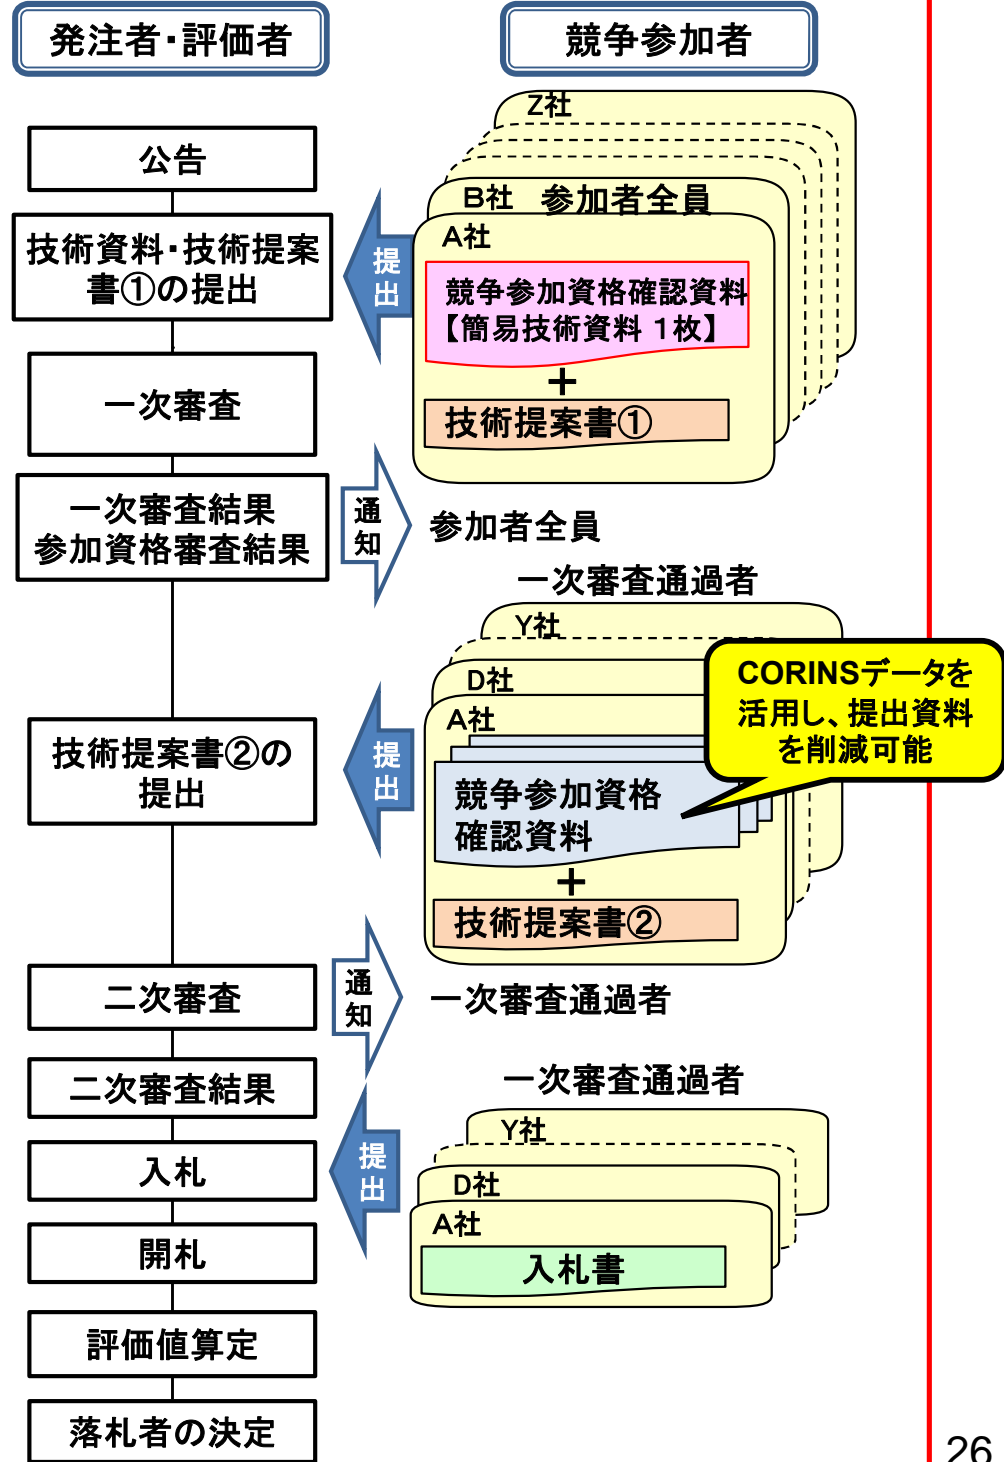 発注者・評価者
競争参加者
公告
技術資料・技術提案
書①の提出
一次審査
一次審査結果
参加資格審査結果
技術提案書②の
提出
二次審査
二次審査結果
入札
開札
評価値算定
落札者の決定
Z社
B社
参加者全員
A社
提
出
競争参加資格確認資料
【簡易技術資料 1枚】
+
技術提案書①
通
知
参加者全員
一次審査通過者
Y社
D社
A社
CORINSデータを
活用し、提出資料
を削減可能
提
出
競争参加資格
確認資料
+
技術提案書②
通
知
一次審査通過者
一次審査通過者
Y社
D社
A社
提
出
入札書
26